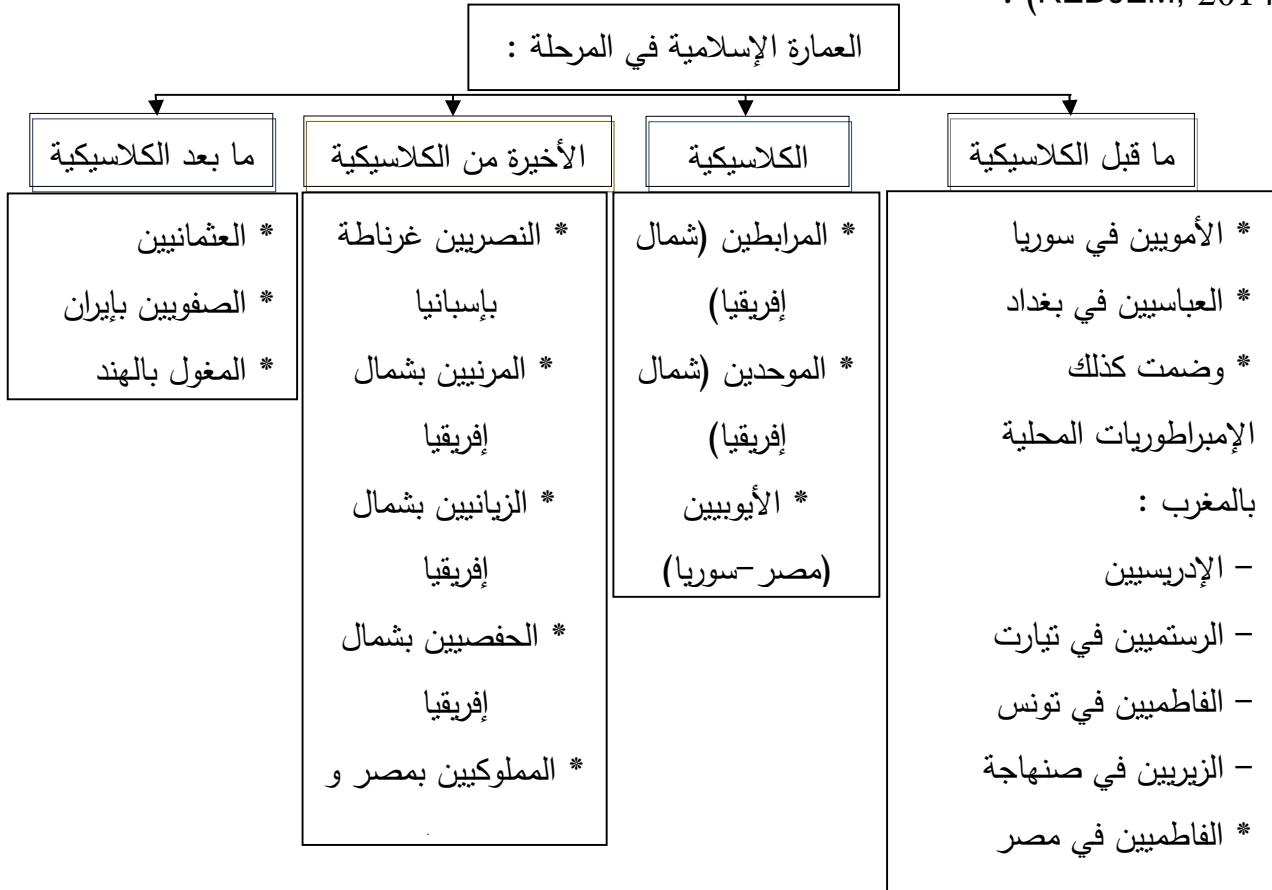 2014
العمارة الإسلامية في المرحلة :
ما قبل الكلاسيكية
* الأمويين في سوريا
* العباسيين في بغداد
* وضمت كذلك
الإمبراطوريات المحلية
بالمغرب :
– الإدريسيين
– الرستميين في تيارت
– الفاطميين في تونس
– الزيريين في صنهاجة
* الفاطميين في مصر
الكلاسيكية
* المرابطين (شمال
إفريقيا)
* الموحدين (شمال
إفريقيا)
* الأيوبيين
(مصر–سوريا)
الأخيرة من الكلاسيكية
* النصريين غرناطة
بإسبانيا
* المرنيين بشمال
إفريقيا
* الزيانيين بشمال
إفريقيا
* الحفصيين بشمال
إفريقيا
* المملوكيين بمصر و
ما بعد الكلاسيكية
* العثمانيين
* الصفويين بإيران
* المغول بالهند